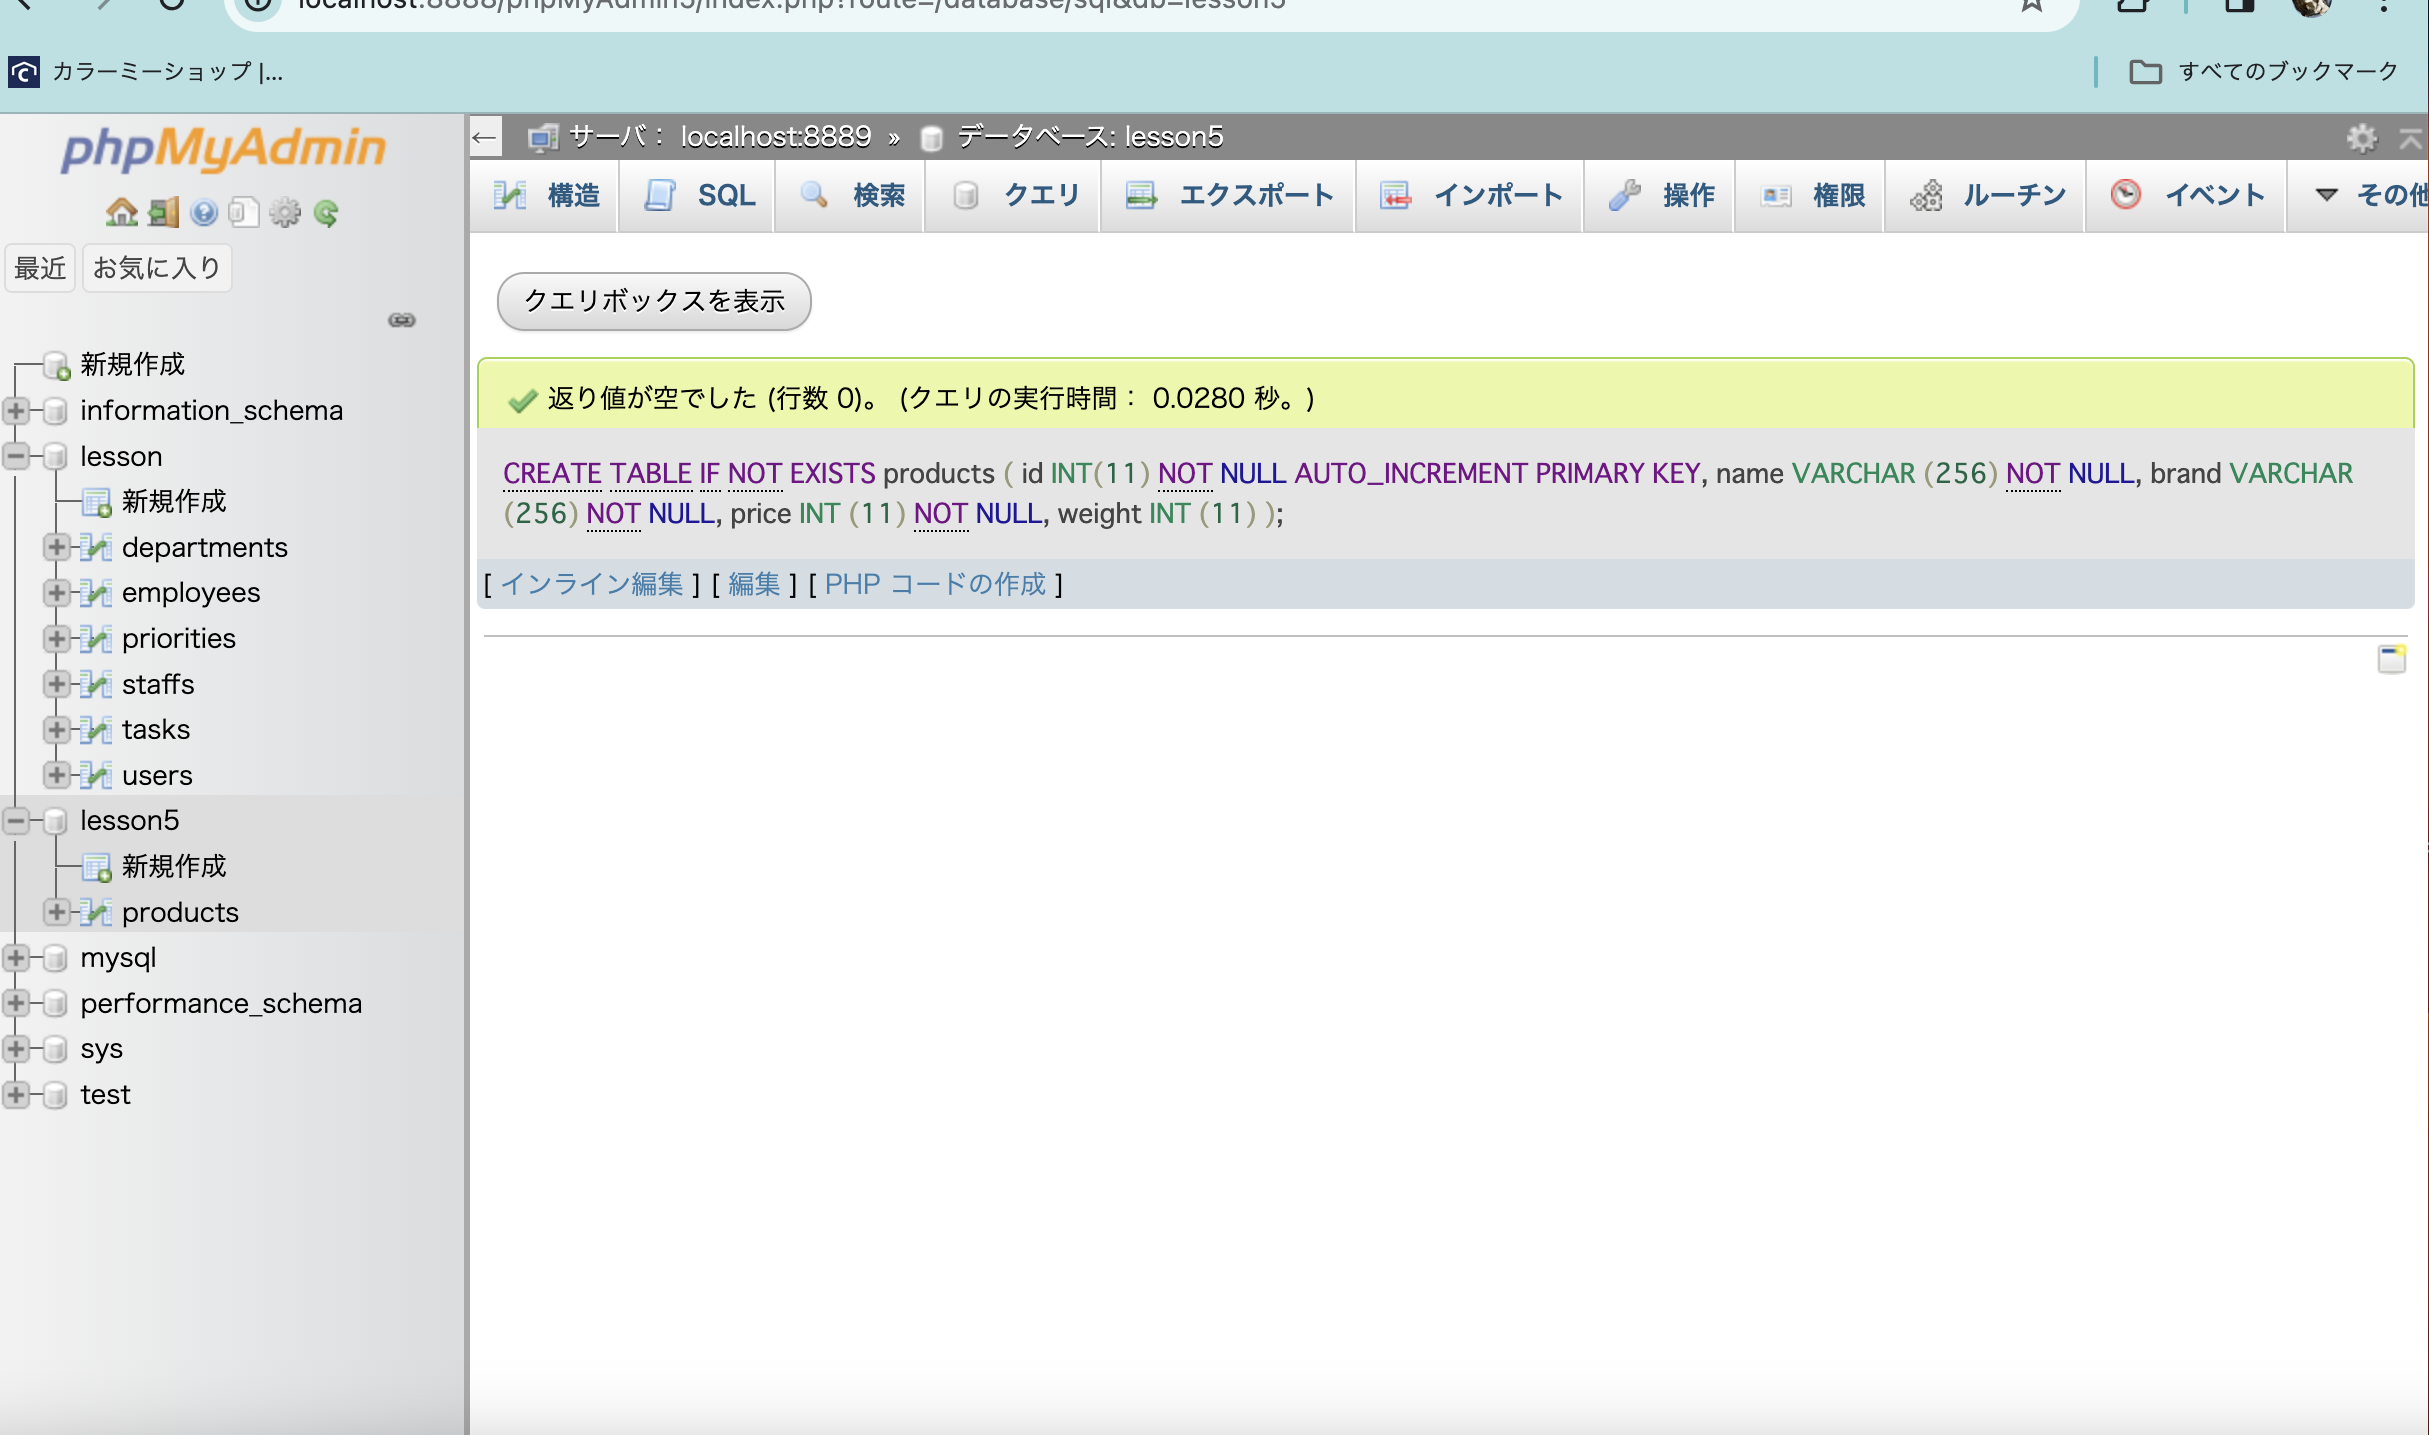 localhost:8888/phpMyAdmin5/index.php?route=/database/sql&db=lesson5
カラーミーショップ |...
すべてのブックマーク
phpMyAdmin
最近 お気に入り
新規作成
information_schema
lesson
新規作成
departments
employees
priorities
staffs
tasks
users
lesson5
新規作成
products
mysql
performance_schema
sys
test
サーバ： localhost:8889 » データベース: lesson5
構造 SQL 検索 クエリ エクスポート インポート 操作 権限 ルーチン イベント その他
クエリボックスを表示
返り値が空でした (行数 0)。 (クエリの実行時間： 0.0280 秒。)
CREATE TABLE IF NOT EXISTS products ( id INT(11) NOT NULL AUTO_INCREMENT PRIMARY KEY, name VARCHAR (256) NOT NULL, brand VARCHAR
(256) NOT NULL, price INT (11) NOT NULL, weight INT (11) );
[ インライン編集 ] [ 編集 ] [ PHP コードの作成 ]